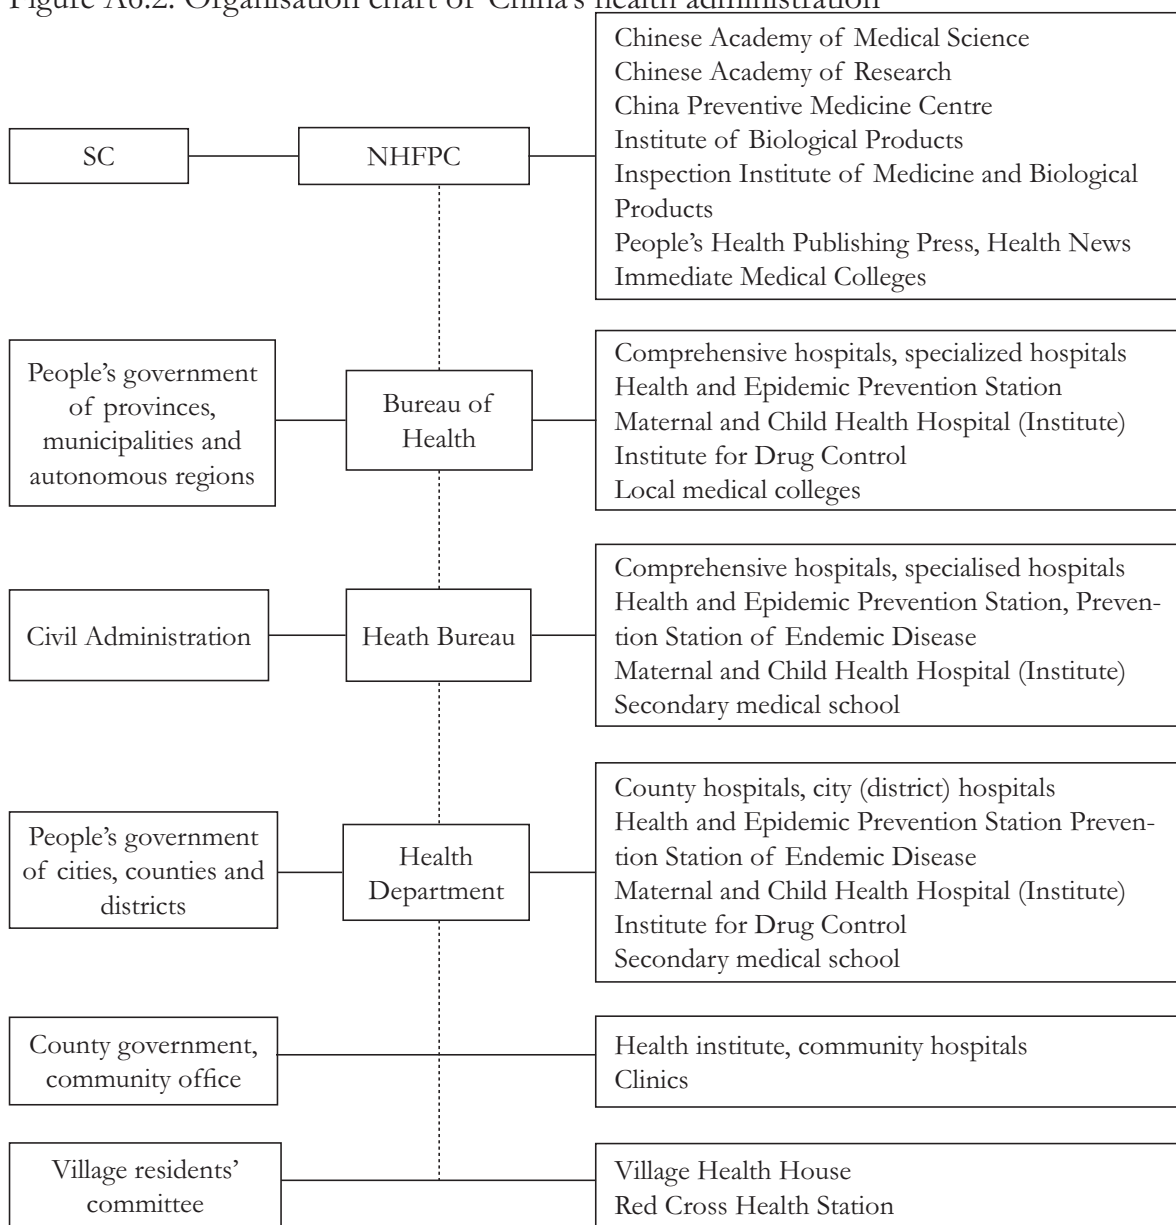 Figure A6.2. Organisation chart of China's health administration
SC
NHFPC
Chinese Academy of Medical Science
Chinese Academy of Research
China Preventive Medicine Centre
Institute of Biological Products
Inspection Institute of Medicine and Biological
Products
People's Health Publishing Press, Health News
Immediate Medical Colleges
People's government
of provinces,
municipalities and
autonomous regions
Bureau of
Health
Comprehensive hospitals, specialized hospitals
Health and Epidemic Prevention Station
Maternal and Child Health Hospital (Institute)
Institute for Drug Control
Local medical colleges
Civil Administration
Heath Bureau
Comprehensive hospitals, specialised hospitals
Health and Epidemic Prevention Station, Preven-
tion Station of Endemic Disease
Maternal and Child Health Hospital (Institute)
Secondary medical school
People's government
of cities, counties and
districts
Health
Department
County hospitals, city (district) hospitals
Health and Epidemic Prevention Station Preven-
tion Station of Endemic Disease
Maternal and Child Health Hospital (Institute)
Institute for Drug Control
Secondary medical school
County government,
community office
Health institute, community hospitals
Clinics
Village residents'
committee
Village Health House
Red Cross Health Station